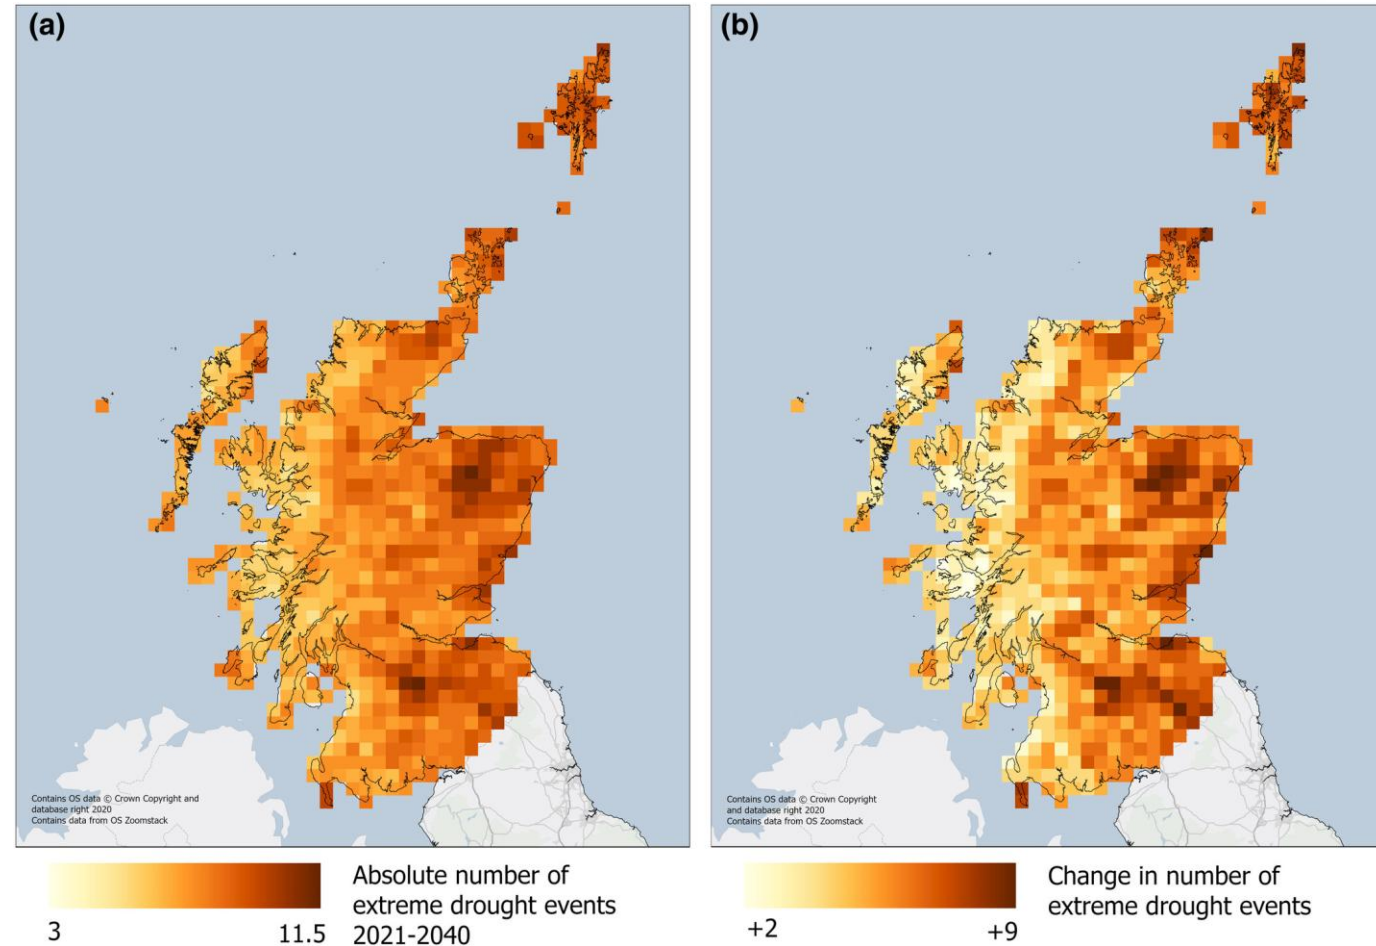 (a)
Contains OS data © Crown Copyright and
database right 2020
Contains data from OS Zoomstack
3
11.5
Absolute number of
extreme drought events
2021-2040
(b)
Contains OS data © Crown Copyright
and database right 2020
Contains data from OS Zoomstack
+2
+9
Change in number of
extreme drought events